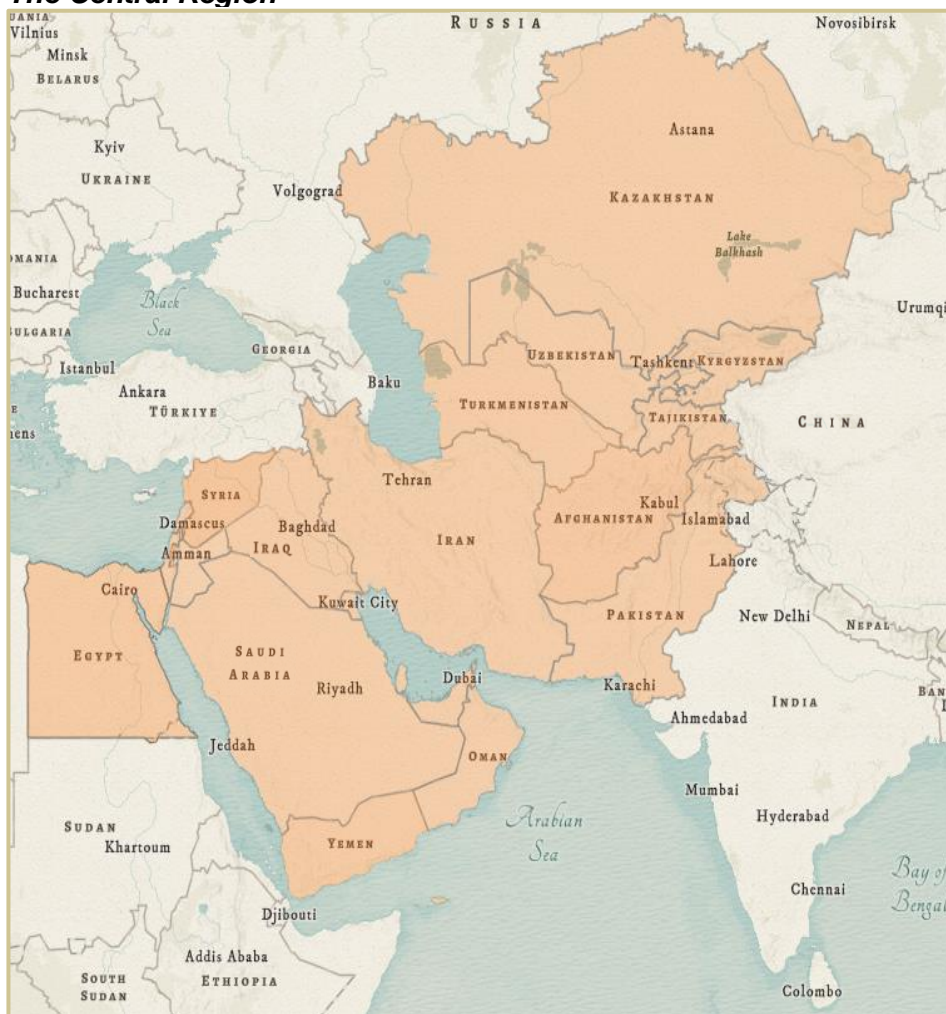 The Central Region
RUSSIA
Novosibirsk
Vilnius
Minsk
BELARUS
Astana
Kyiv
UKRAINE
Volgograd
KAZAKHSTAN
Lake
Balkhash
Bucharest
Black
Sea
Urumqi
GEORGIA
Istanbul
UZBEKISTAN
Tashkent
KYRGYZSTAN
Baku
Ankara
TÜRKIYE
TURKMENISTAN
TAJIKISTAN
CHINA
Tehran
SYRIA
Kabul
Damascus
Baghdad
AFGHANISTAN
Islamabad
Amman
IRAQ
IRAN
Lahore
Cairo
Kuwait City
PAKISTAN
New Delhi
NEPAL
EGYPT
SAUDI
ARABIA
Riyadh
Dubai
Karachi
INDIA
Ahmedabad
Jeddah
OMAN
Mumbai
Arabian
Sea
Hyderabad
SUDAN
Khartoum
YEMEN
Bay of
Bengal
Chennai
Djibouti
Addis Ababa
ETHIOPIA
SOUTH
SUDAN
Colombo